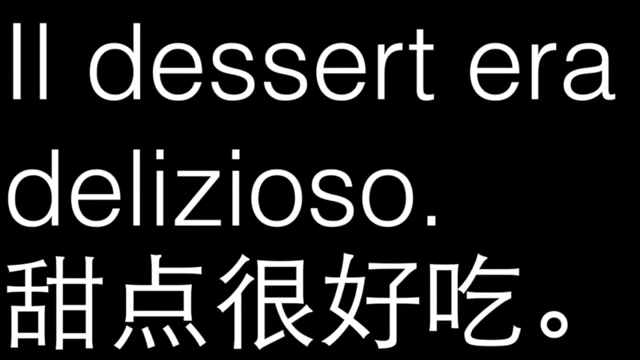 Il dessert era
delizioso.
甜点很好吃。